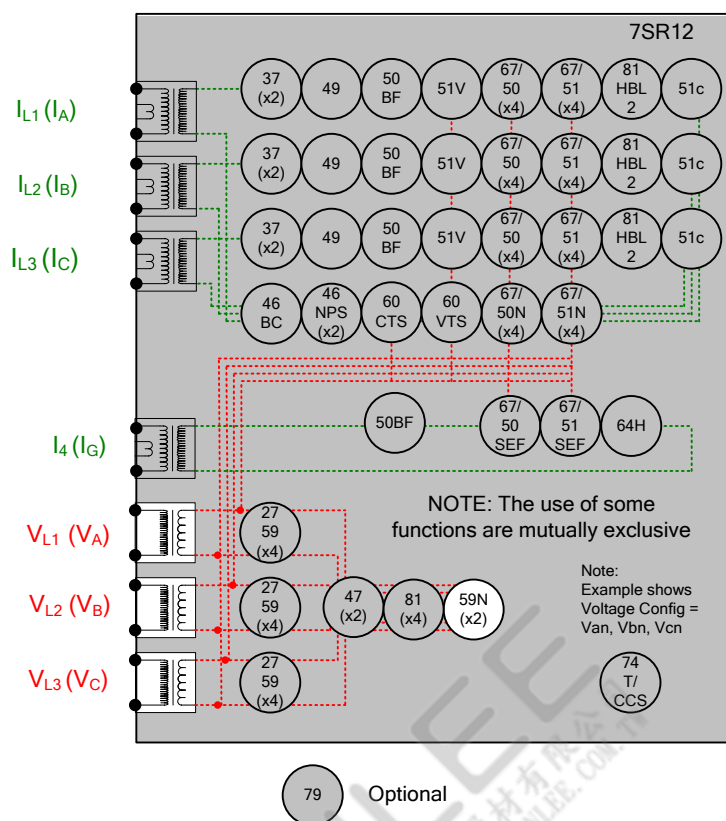 7SR12
37
(x2)
49
50
BF
51V
67/
50
(x4)
67/
51
(x4)
81
HBL
2
51c
IL1 (IA)
37
(x2)
49
50
BF
51V
67/
50
(x4)
67/
51
(x4)
81
HBL
2
51c
IL2 (IB)
37
(x2)
49
50
BF
51V
67/
50
(x4)
67/
51
(x4)
81
HBL
2
51c
IL3 (IC)
46
BC
46
NPS
(x2)
60
CTS
60
VTS
67/
50N
(x4)
67/
51N
(x4)
I4 (IG)
50BF
67/
50
SEF
67/
51
SEF
64H
NOTE: The use of some
functions are mutually exclusive
VL1 (VA)
27
59
(x4)
Note:
Example shows
Voltage Config =
Van, Vbn, Vcn
VL2 (VB)
27
59
(x4)
47
(x2)
81
(x4)
59N
(x2)
VL3 (VC)
27
59
(x4)
74
T/
CCS
79
Optional